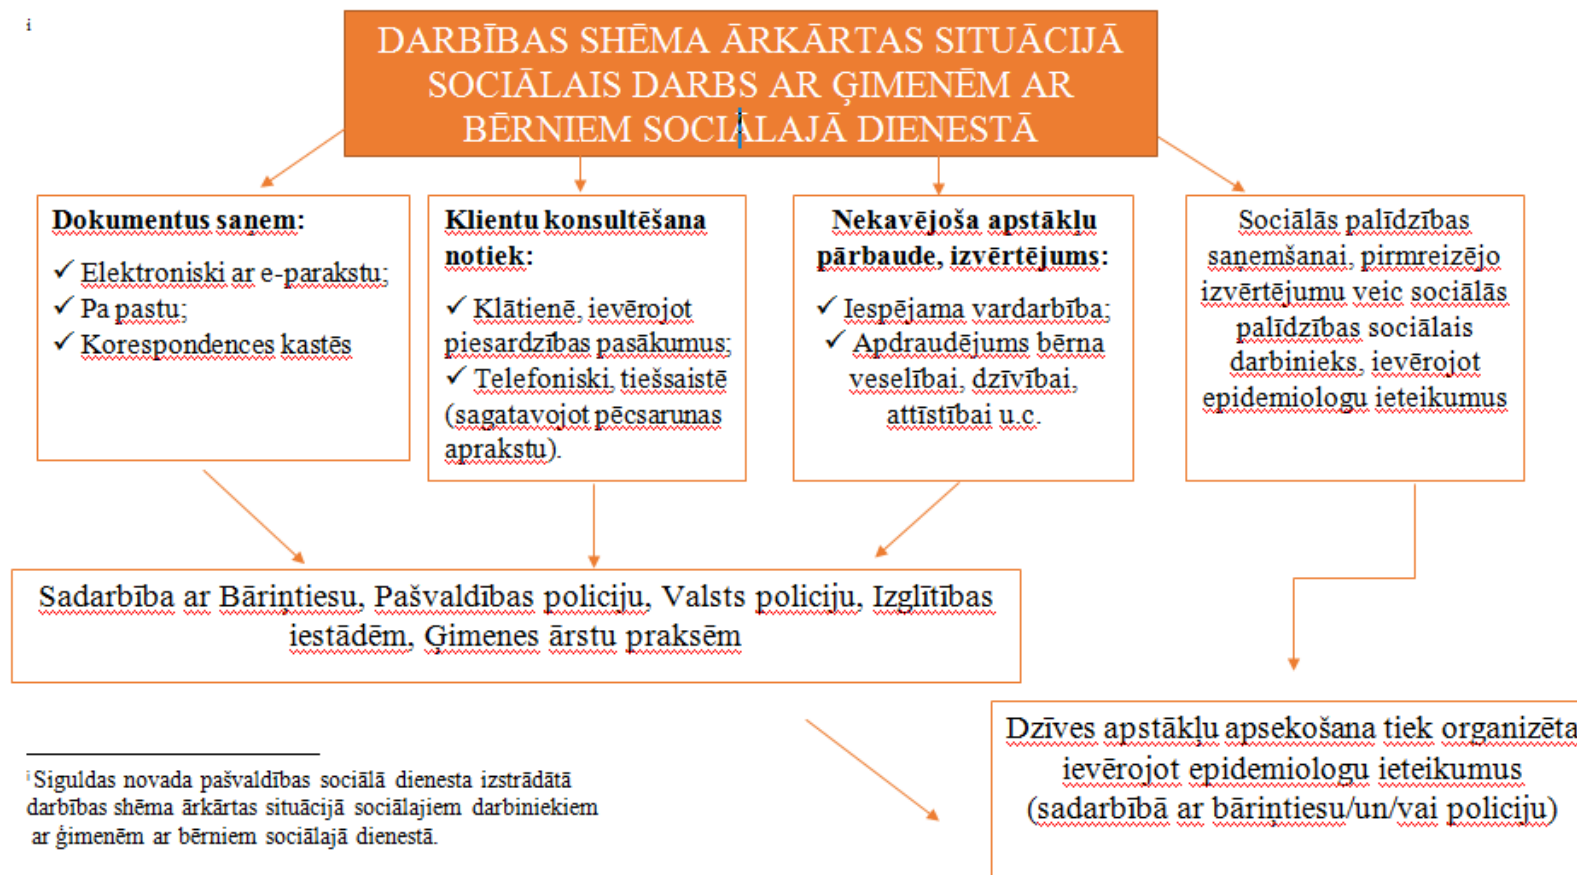 i
DARBĪBAS SHĒMA ĀRKĀRTAS SITUĀCIJĀ
SOCIĀLAIS DARBS AR ĢIMENĒM AR
BĒRNIEM SOCIĀLAJĀ DIENESTĀ
Dokumentus saņem:
✓ Elektroniski ar e-parakstu;
✓ Pa pastu;
✓ Korespondences kastēs
Klientu konsultēšana
notiek:
✓ Klātienē, ievērojot
piesardzības pasākumus;
✓ Telefoniski, tiešsaistē
(sagatavojot pēcsarunas
aprakstu).
Nekavējoša apstākļu
pārbaude, izvērtējums:
✓ Iespējama vardarbība;
✓ Apdraudējums bērna
veselībai, dzīvībai,
attīstībai u.c.
Sociālās palīdzības
saņemšanai, pirmreizējo
izvērtējumu veic sociālās
palīdzības sociālais
darbinieks, ievērojot
epidemiologu ieteikumus
Sadarbība ar Bāriņtiesu, Pašvaldības policiju, Valsts policiju, Izglītības
iestādēm, Ģimenes ārstu praksēm
Dzīves apstākļu apsekošana tiek organizēta
ievērojot epidemiologu ieteikumus
(sadarbībā ar bāriņtiesu/un/vai policiju)
i Siguldas novada pašvaldības sociālā dienesta izstrādātā
darbības shēma ārkārtas situācijā sociālajiem darbiniekiem
ar ģimenēm ar bērniem sociālajā dienestā.